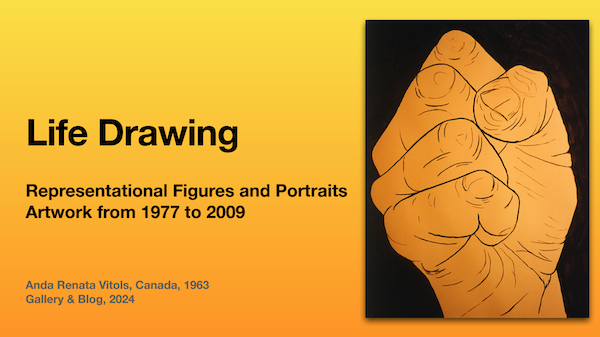 Life Drawing
Representational Figures and Portraits
Artwork from 1977 to 2009
Anda Renata Vitols, Canada, 1963
Gallery & Blog, 2024